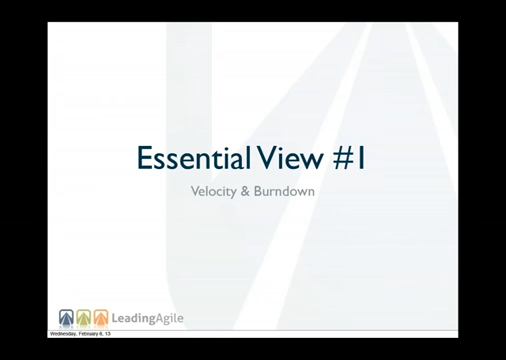 Essential View #1
Velocity & Burndown
LeadingAgile
Wednesday, February 6, 13